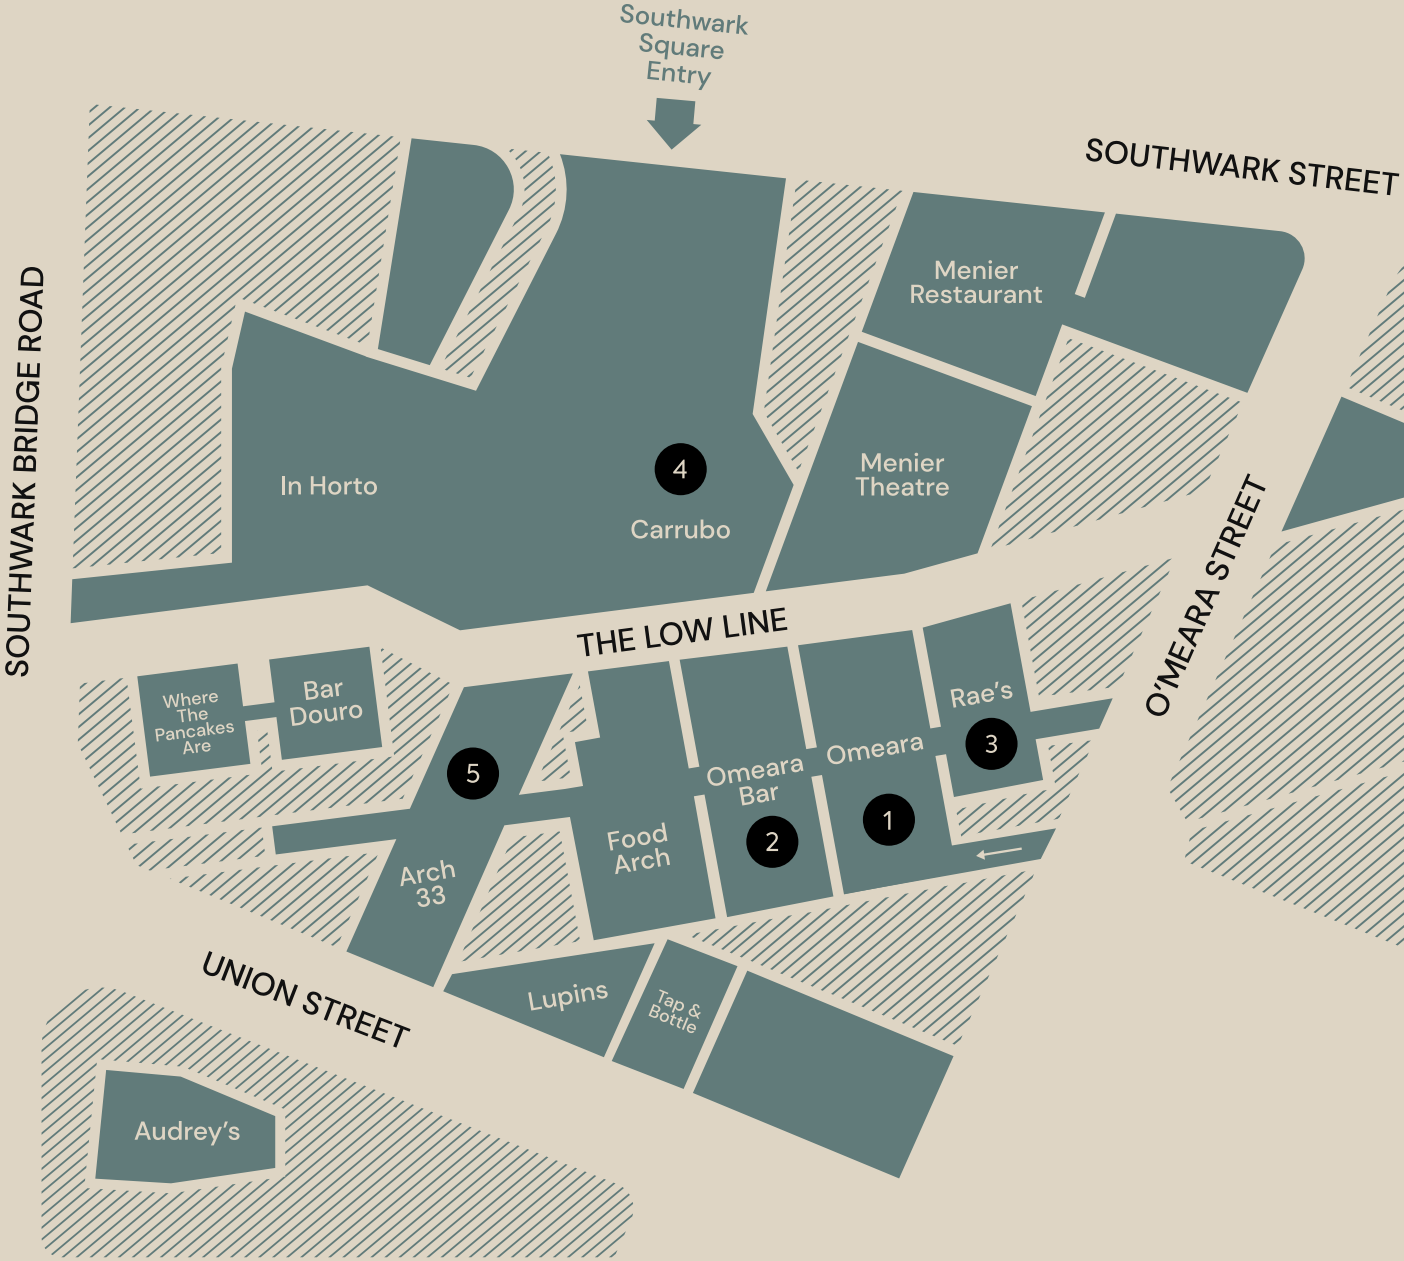 Southwark
Square
Entry
SOUTHWARK STREET
Menier
Restaurant
SOUTHWARK BRIDGE ROAD
In Horto
4
Carrubo
Menier
Theatre
O'MEARA STREET
THE LOW LINE
Where
The
Pancakes
Are
Bar
Douro
5
Arch
33
Food
Arch
Omeara
Bar
2
Omeara
1
Rae's
3
UNION STREET
Lupins
Tap &
Bottle
Audrey's